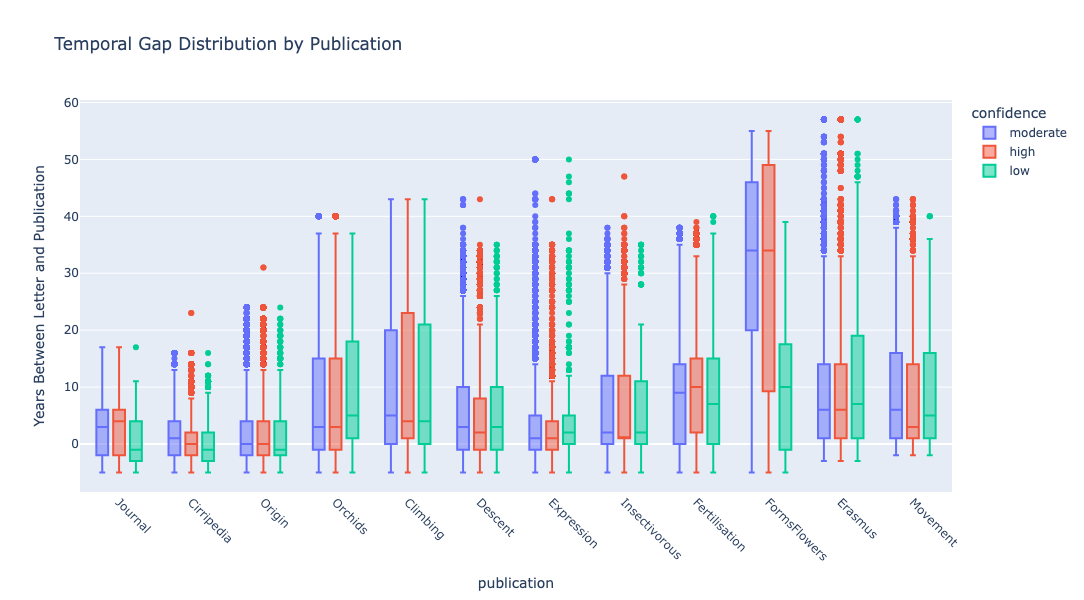 Temporal Gap Distribution by Publication
confidence
moderate
high
low
Years Between Letter and Publication
60
50
40
30
20
10
0
Journal
Cirripedia
Origin
Orchids
Climbing
Descent
Expression
Insectivorous
Fertilisation
FormsFlowers
Erasmus
Movement
publication